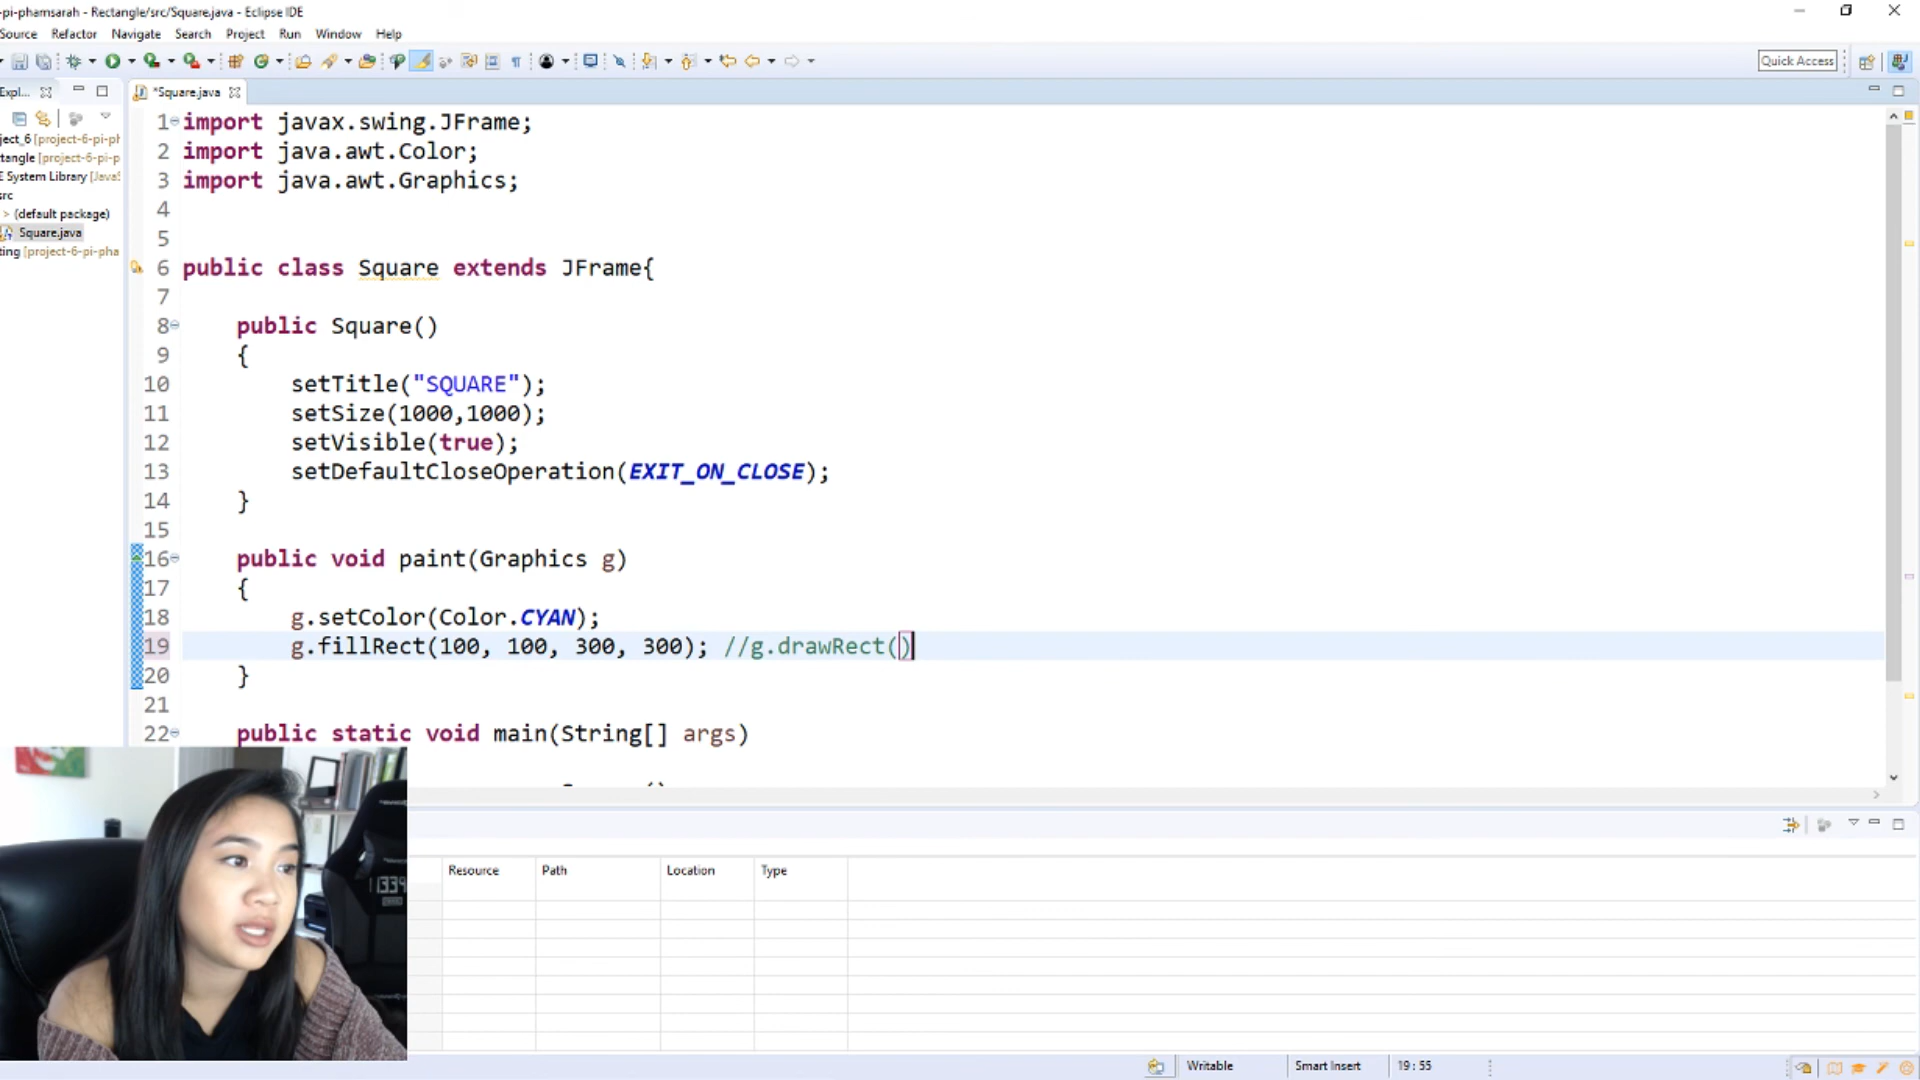 -pi-phamsarah - Rectangle/src/Square.java - Eclipse IDE
Source Refactor Navigate Search Project Run Window Help
Quick Access
Expl...
*Square.java
ject_6 [project-6-pi-ph
tangle [project-6-pi-p
E System Library [JavaS
src
> (default package)
Square.java
ting [project-6-pi-pha
1 import javax.swing.JFrame;
2 import java.awt.Color;
3 import java.awt.Graphics;
4
5
6 public class Square extends JFrame{
7
8 public Square()
9 {
10 setTitle("SQUARE");
11 setSize(1000,1000);
12 setVisible(true);
13 setDefaultCloseOperation(EXIT_ON_CLOSE);
14 }
15
16 public void paint(Graphics g)
17 {
18 g.setColor(Color.CYAN);
19 g.fillRect(100, 100, 300, 300); //g.drawRect()
20 }
21
22 public static void main(String[] args)
Resource Path Location Type
Writable Smart Insert 19 : 55